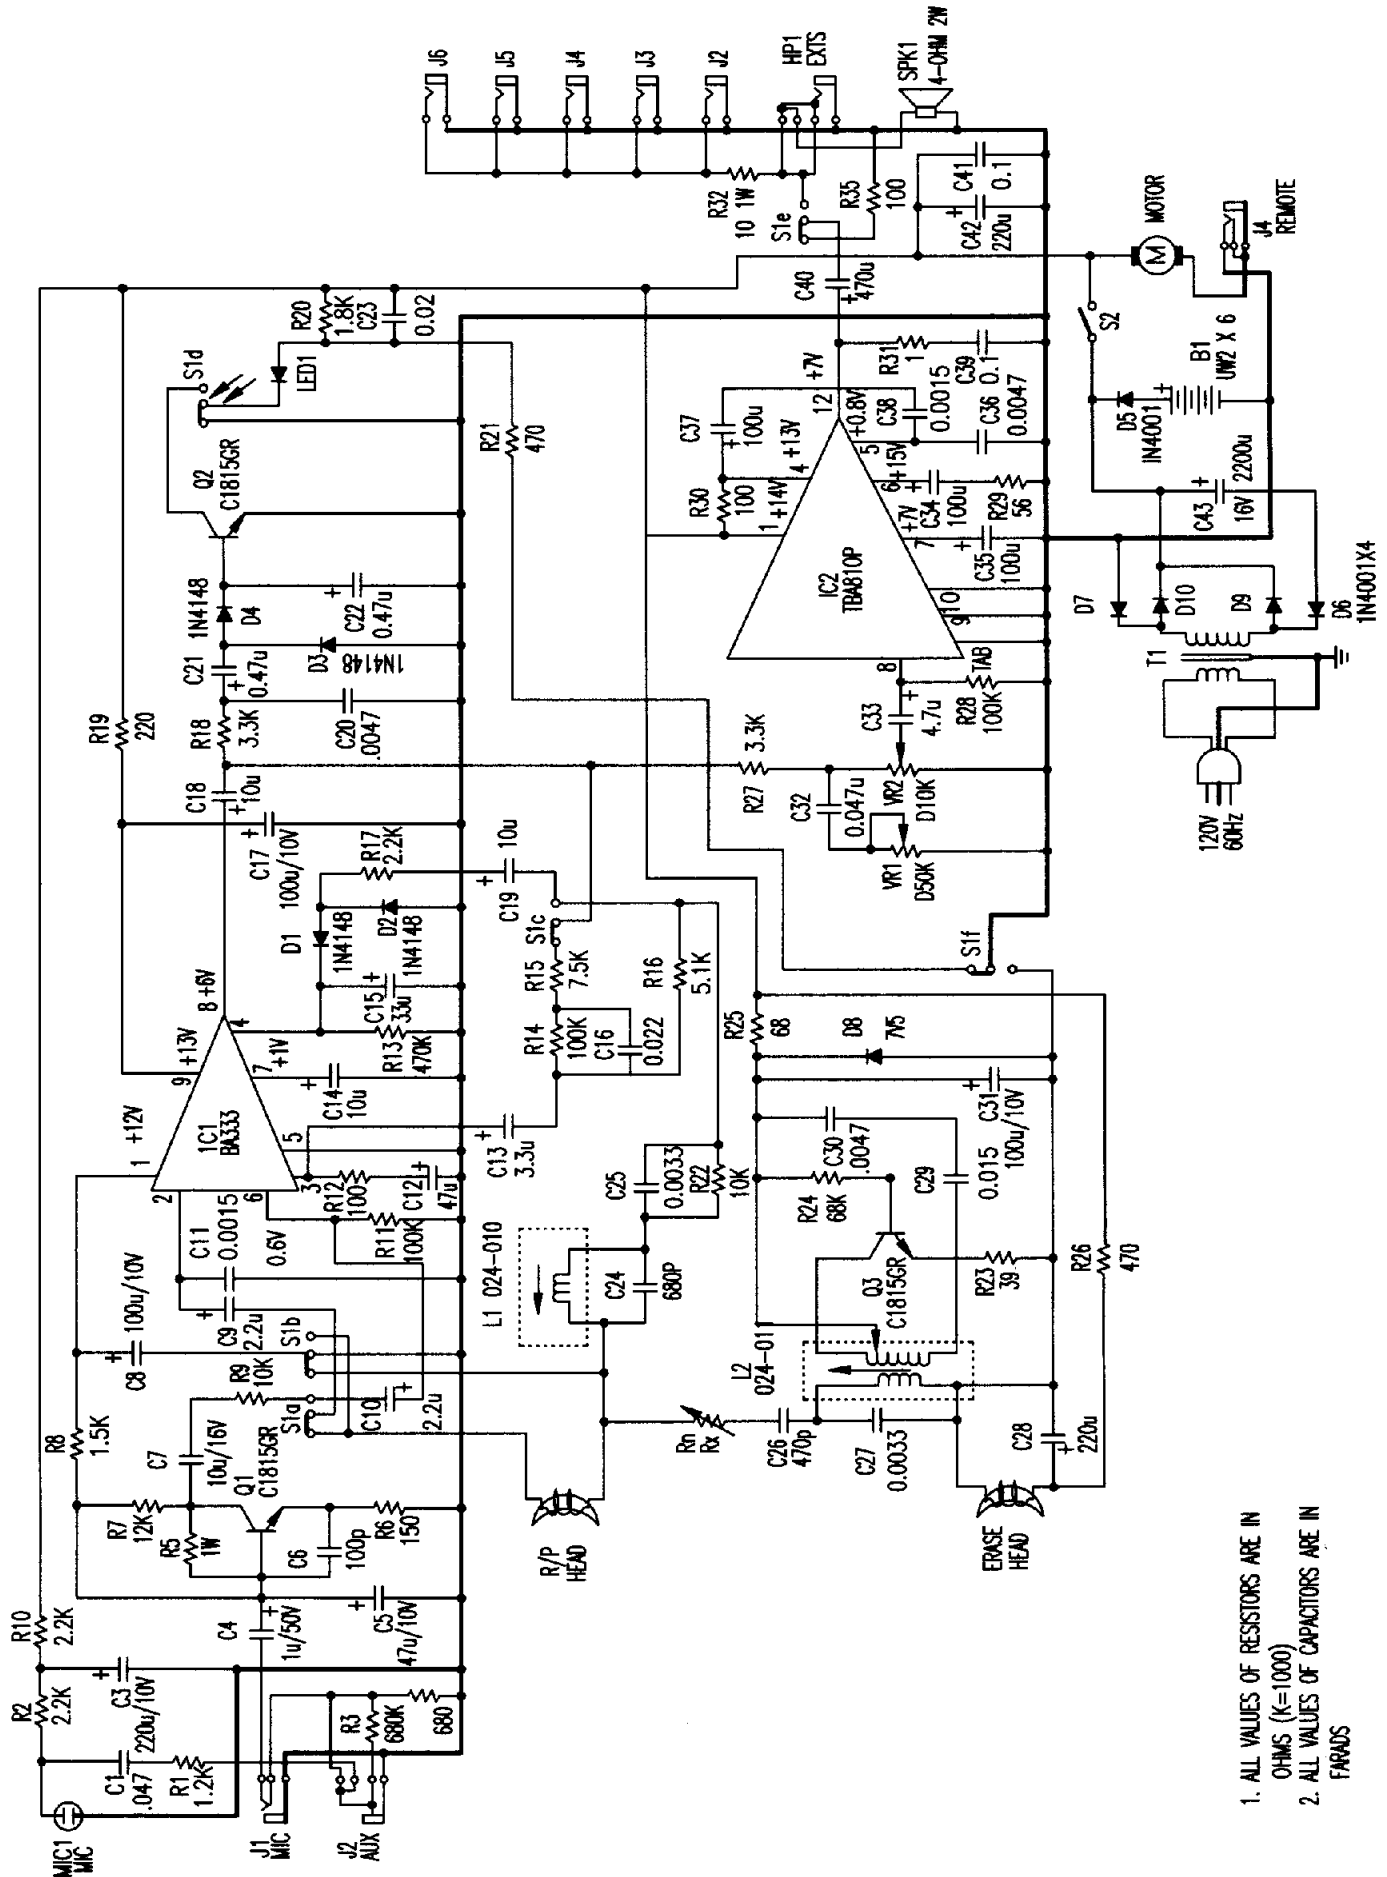 MIC1
MIC
J1
MIC
J2
AUX
R2
2.2K
R10
2.2K
C1
.047
R1
1.2K
C3
220u/10V
R3
680K
680
C4
1u/50V
C5
47u/10V
R7
12K
R5
1W
C6
100p
R6
150
Q1
C1815GR
C7
10u/16V
R8
1.5K
R9
10K
S1a
C10
2.2u
C8
100u/10V
C9
2.2u
S1b
C11
0.0015
0.6V
R11
100K
R12
100
C12
47u
1
2
6
3
5
7
4
8
9
+12V
+13V
+6V
+1V
1C1
BA333
C14
10u
R13
470K
C15
33u
D1
1N4148
D2
1N4148
R17
2.2K
C17
100u/10V
C18
10u
R19
220
R18
3.3K
C20
.0047
C21
0.47u
D3
1N4148
D4
1N4148
C22
0.47u
Q2
C1815GR
S1d
LED1
R20
1.8K
C23
0.02
R21
470
C13
3.3u
C19
10u
S1c
R15
7.5K
R14
100K
C16
0.022
R16
5.1K
R/P
HEAD
L1 024-010
C24
680P
C25
0.0033
R22
10K
Rn
Rx
C26
470p
C27
0.0033
L2
024-01
Q3
C1815GR
R24
68K
C30
.0047
C29
0.015
R23
39
C31
100u/10V
D8
7V5
R25
68
R26
470
C28
220u
ERASE
HEAD
S1f
R27
3.3K
C32
0.047u
VR1
D50K
VR2
D10K
C33
4.7u
R28
100K
TAB
IC2
TBA810P
8
9
10
7
6
5
12
4
1
+7V
+15V
+0.8V
+7V
+13V
+14V
R30
100
C37
100u
C35
100u
C34
100u
R29
56
C38
0.0015
C36
0.0047
R31
1
C39
0.1
C40
470u
S1e
R35
100
R32
10 1W
J6
J5
J4
J3
J2
HP1
EXTS
SPK1
4-OHM 2W
C41
0.1
C42
220u
MOTOR
M
J4
REMOTE
S2
B1
UM2 X 6
D5
IN4001
C43
16V
2200u
D7
D10
D9
D6
1N4001X4
T1
120V
60Hz
1. ALL VALUES OF RESISTORS ARE IN
OHMS (K=1000)
2. ALL VALUES OF CAPACITORS ARE IN
FARADS